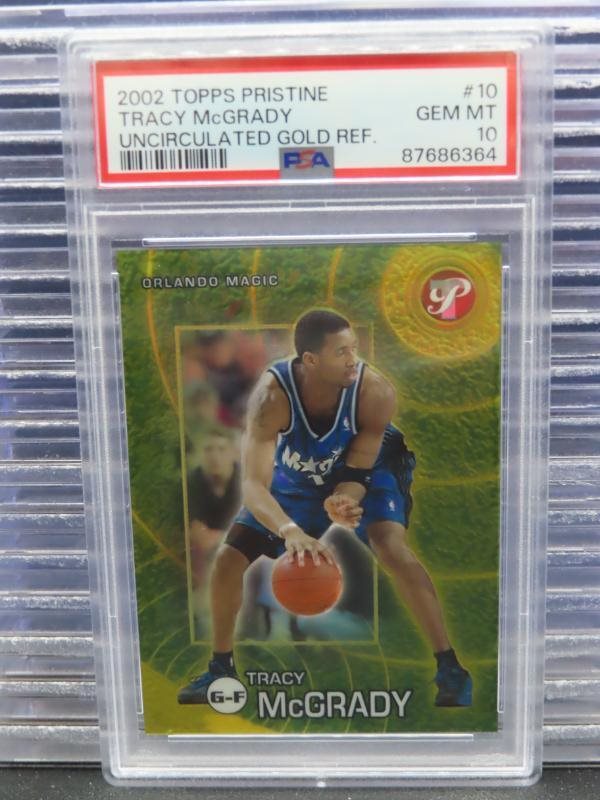 2002 TOPPS PRISTINE #10
TRACY McGRADY GEM MT
UNCIRCULATED GOLD REF. 10
PSA 87686364
ORLANDO MAGIC
P
MAGIC
1
G-F
TRACY
McGRADY